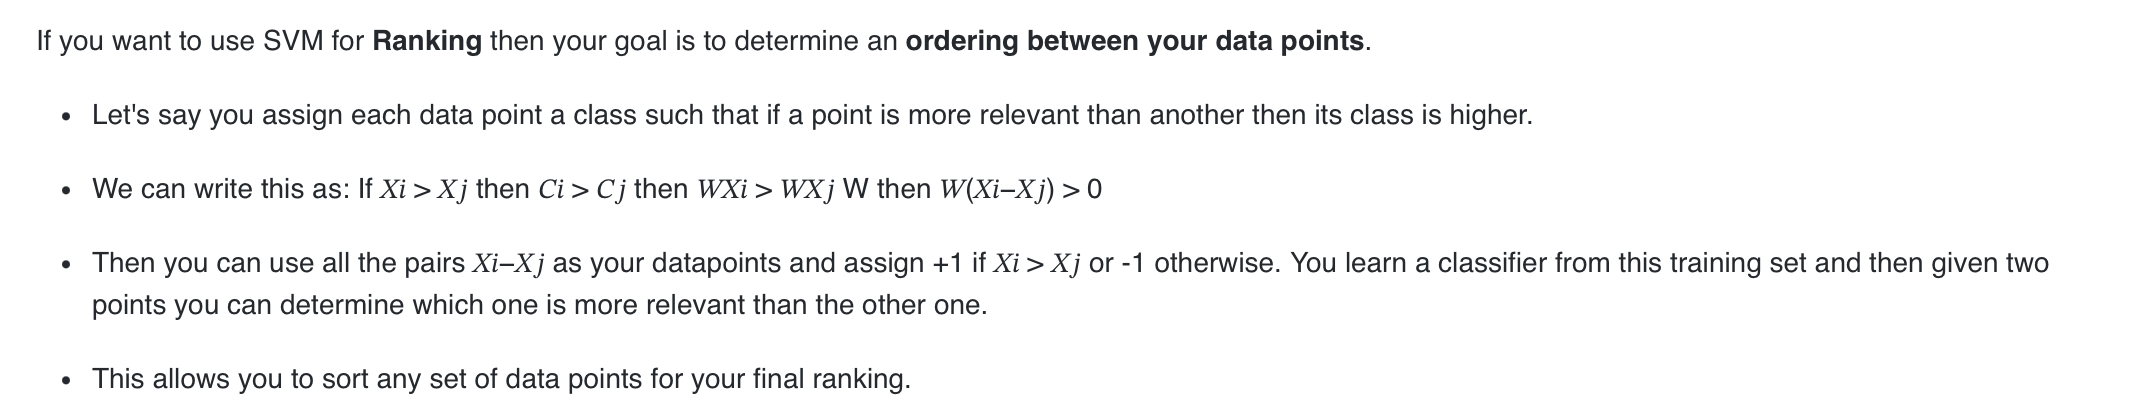 If you want to use SVM for Ranking then your goal is to determine an ordering between your data points.
• Let's say you assign each data point a class such that if a point is more relevant than another then its class is higher.
• We can write this as: If Xi > Xj then Ci > Cj then WXi > WXj W then W(Xi–Xj) > 0
• Then you can use all the pairs Xi–Xj as your datapoints and assign +1 if Xi > Xj or -1 otherwise. You learn a classifier from this training set and then given two
points you can determine which one is more relevant than the other one.
• This allows you to sort any set of data points for your final ranking.